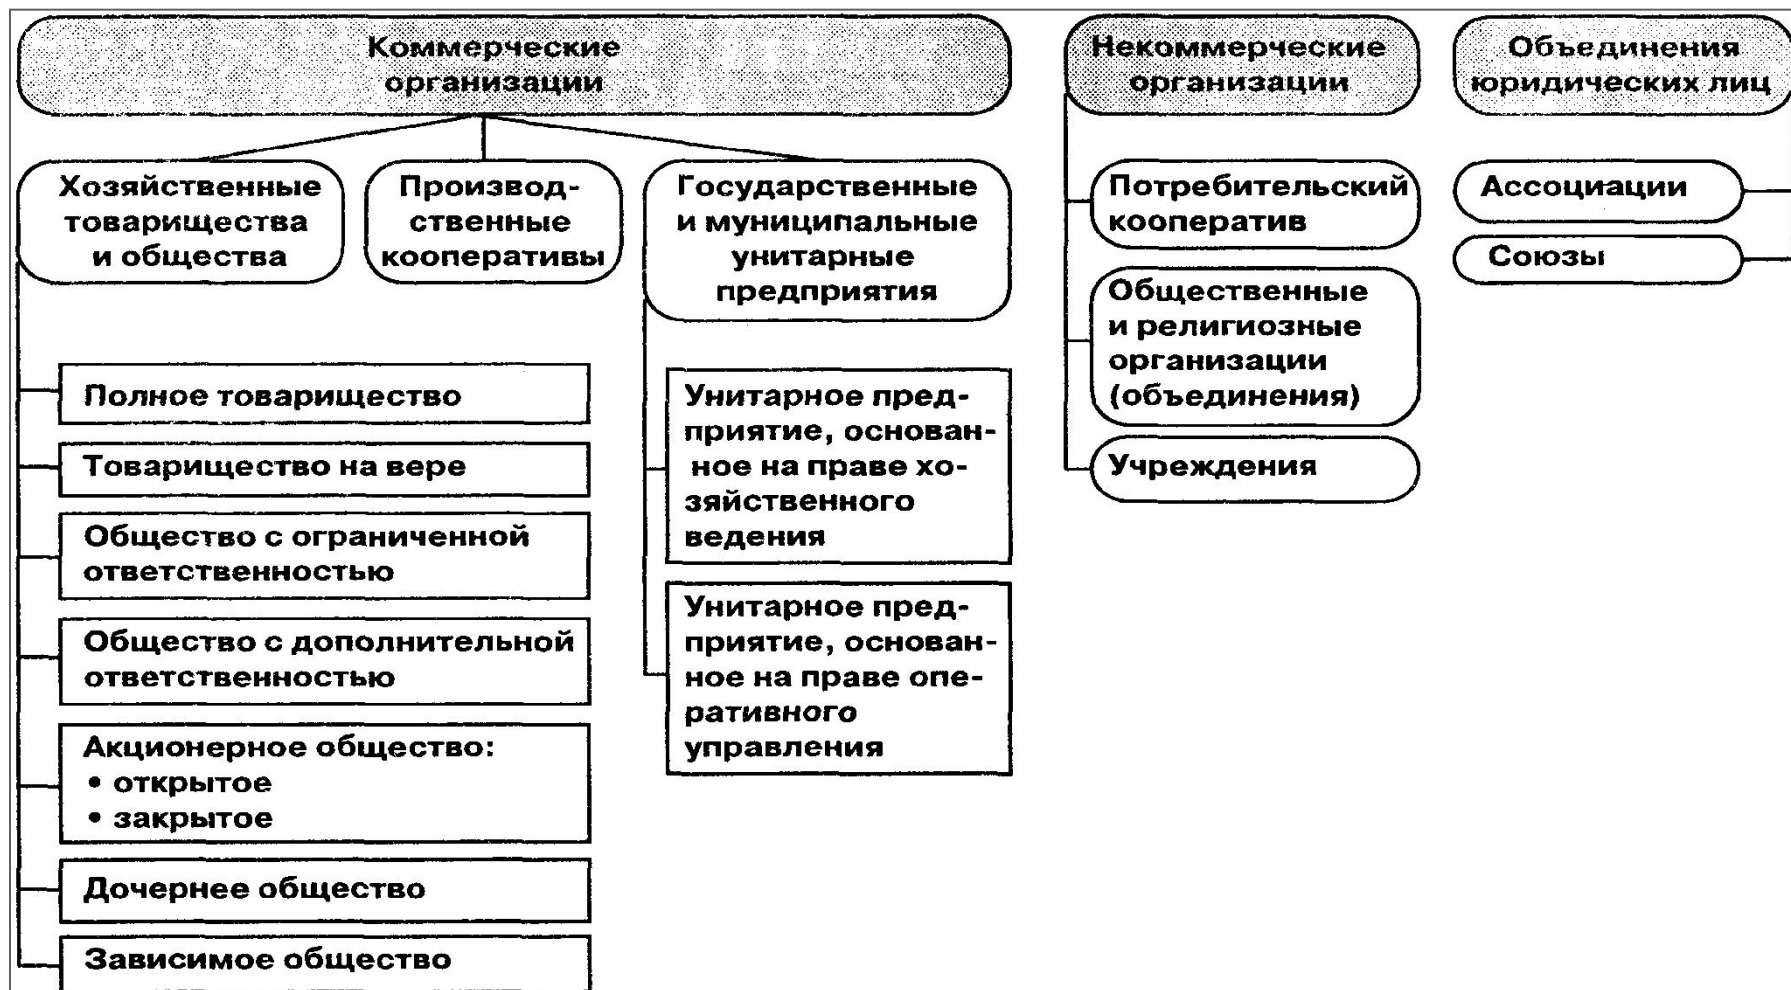 Коммерческие
организации
Некоммерческие
организации
Объединения
юридических лиц
Хозяйственные
товарищества
и общества
Производ-
ственные
кооперативы
Государственные
и муниципальные
унитарные
предприятия
Потребительский
кооператив
Общественные
и религиозные
организации
(объединения)
Учреждения
Ассоциации
Союзы
Полное товарищество
Товарищество на вере
Общество с ограниченной
ответственностью
Общество с дополнительной
ответственностью
Акционерное общество:
• открытое
• закрытое
Дочернее общество
Зависимое общество
Унитарное пред-
приятие, основан-
ное на праве хо-
зяйственного
ведения
Унитарное пред-
приятие, основан-
ное на праве опе-
ративного
управления